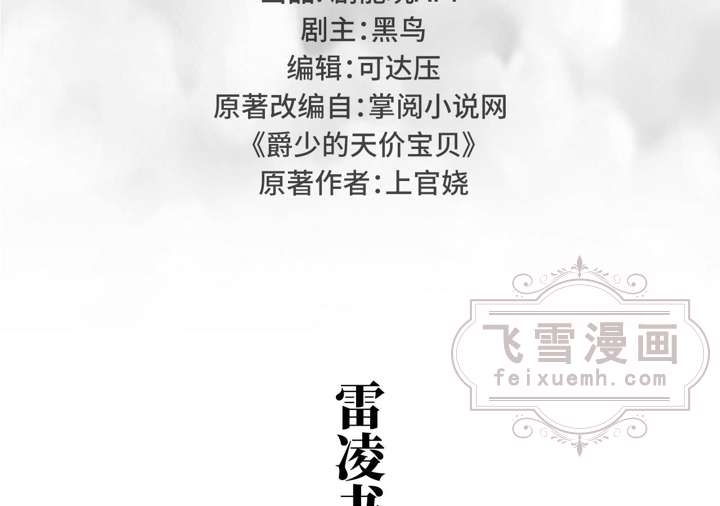 剧主:黑鸟
编辑:可达压
原著改编自:掌阅小说网
《爵少的天价宝贝》
原著作者:上官娆
飞雪漫画
feixuemh.com
雷凌